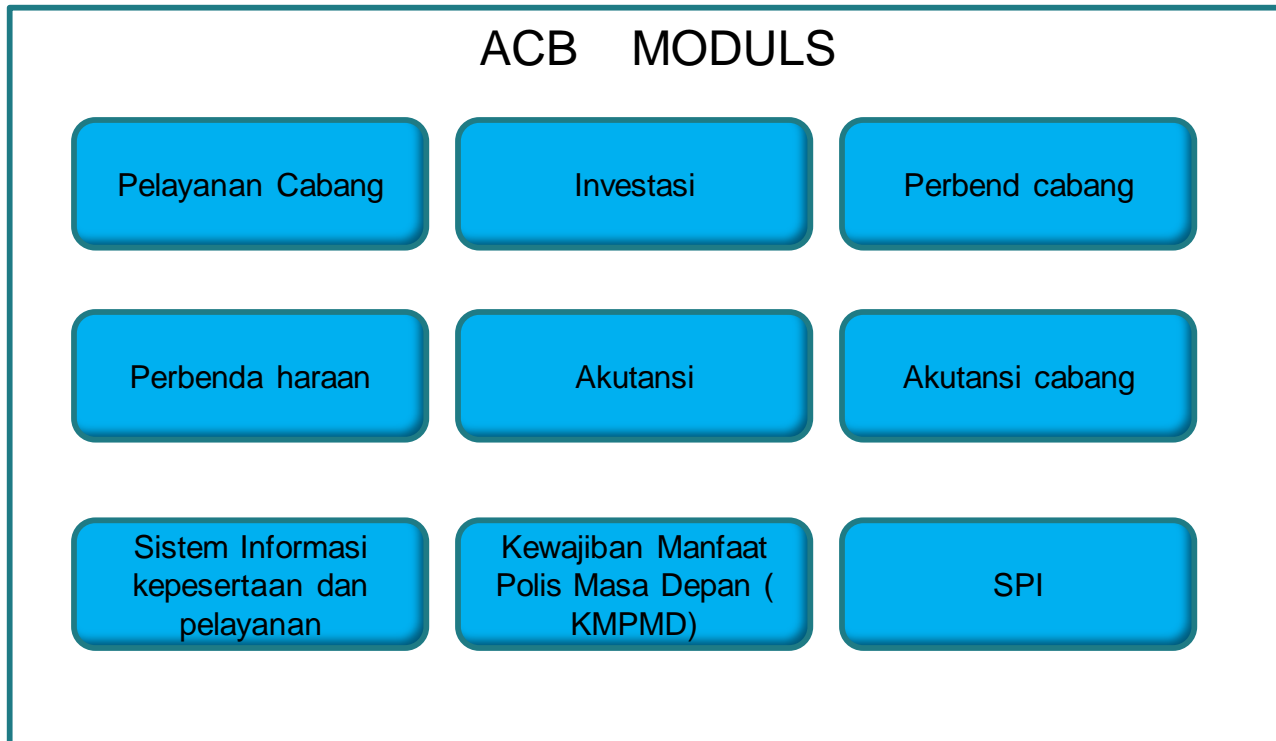 ACB MODULS
Pelayanan Cabang
Investasi
Perbend cabang
Perbenda haraan
Akutansi
Akutansi cabang
Sistem Informasi
kepesertaan dan
pelayanan
Kewajiban Manfaat
Polis Masa Depan (
KMPMD)
SPI